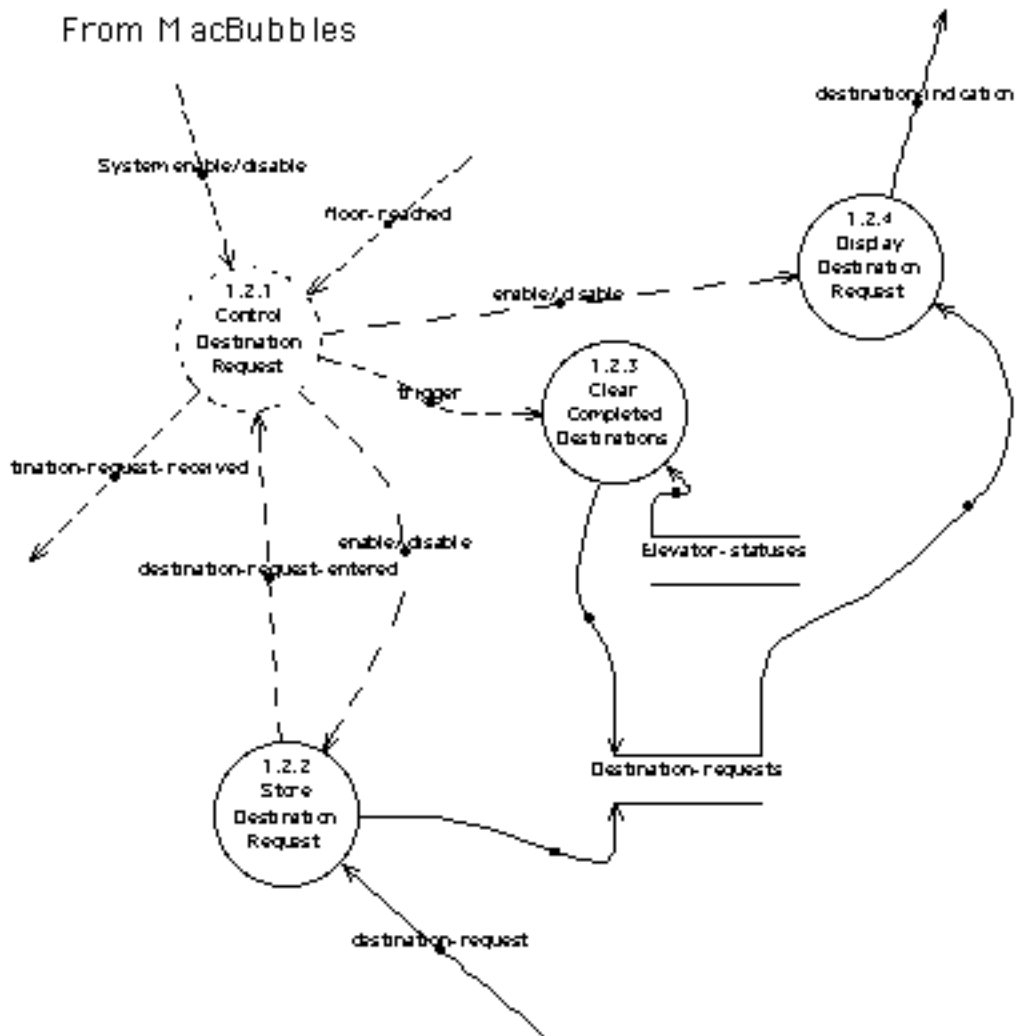 From MacBubbles
destination-indication
System enable/disable
floor-reached
1.2.4
Display
Destination
Request
1.2.1
Control
Destination
Request
enable/disable
1.2.3
Clear
Completed
Destinations
trigger
tination-request-received
enable/disable
Elevator-statuses
destination-request-entered
1.2.2
Store
Destination
Request
Destination-requests
destination-request